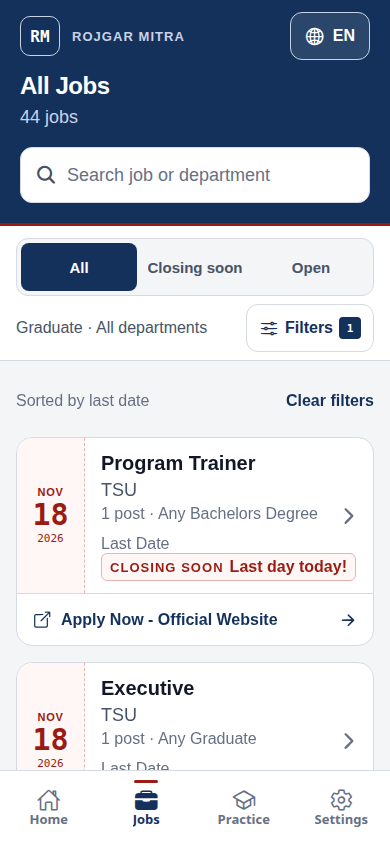 RM ROJGAR MITRA EN
All Jobs
44 jobs
Search job or department
All Closing soon Open
Graduate · All departments Filters 1
Sorted by last date Clear filters
NOV
18
2026
Program Trainer
TSU
1 post · Any Bachelors Degree
Last Date
CLOSING SOON Last day today!
Apply Now - Official Website
NOV
18
2026
Executive
TSU
1 post · Any Graduate
Last Date
Home Jobs Practice Settings